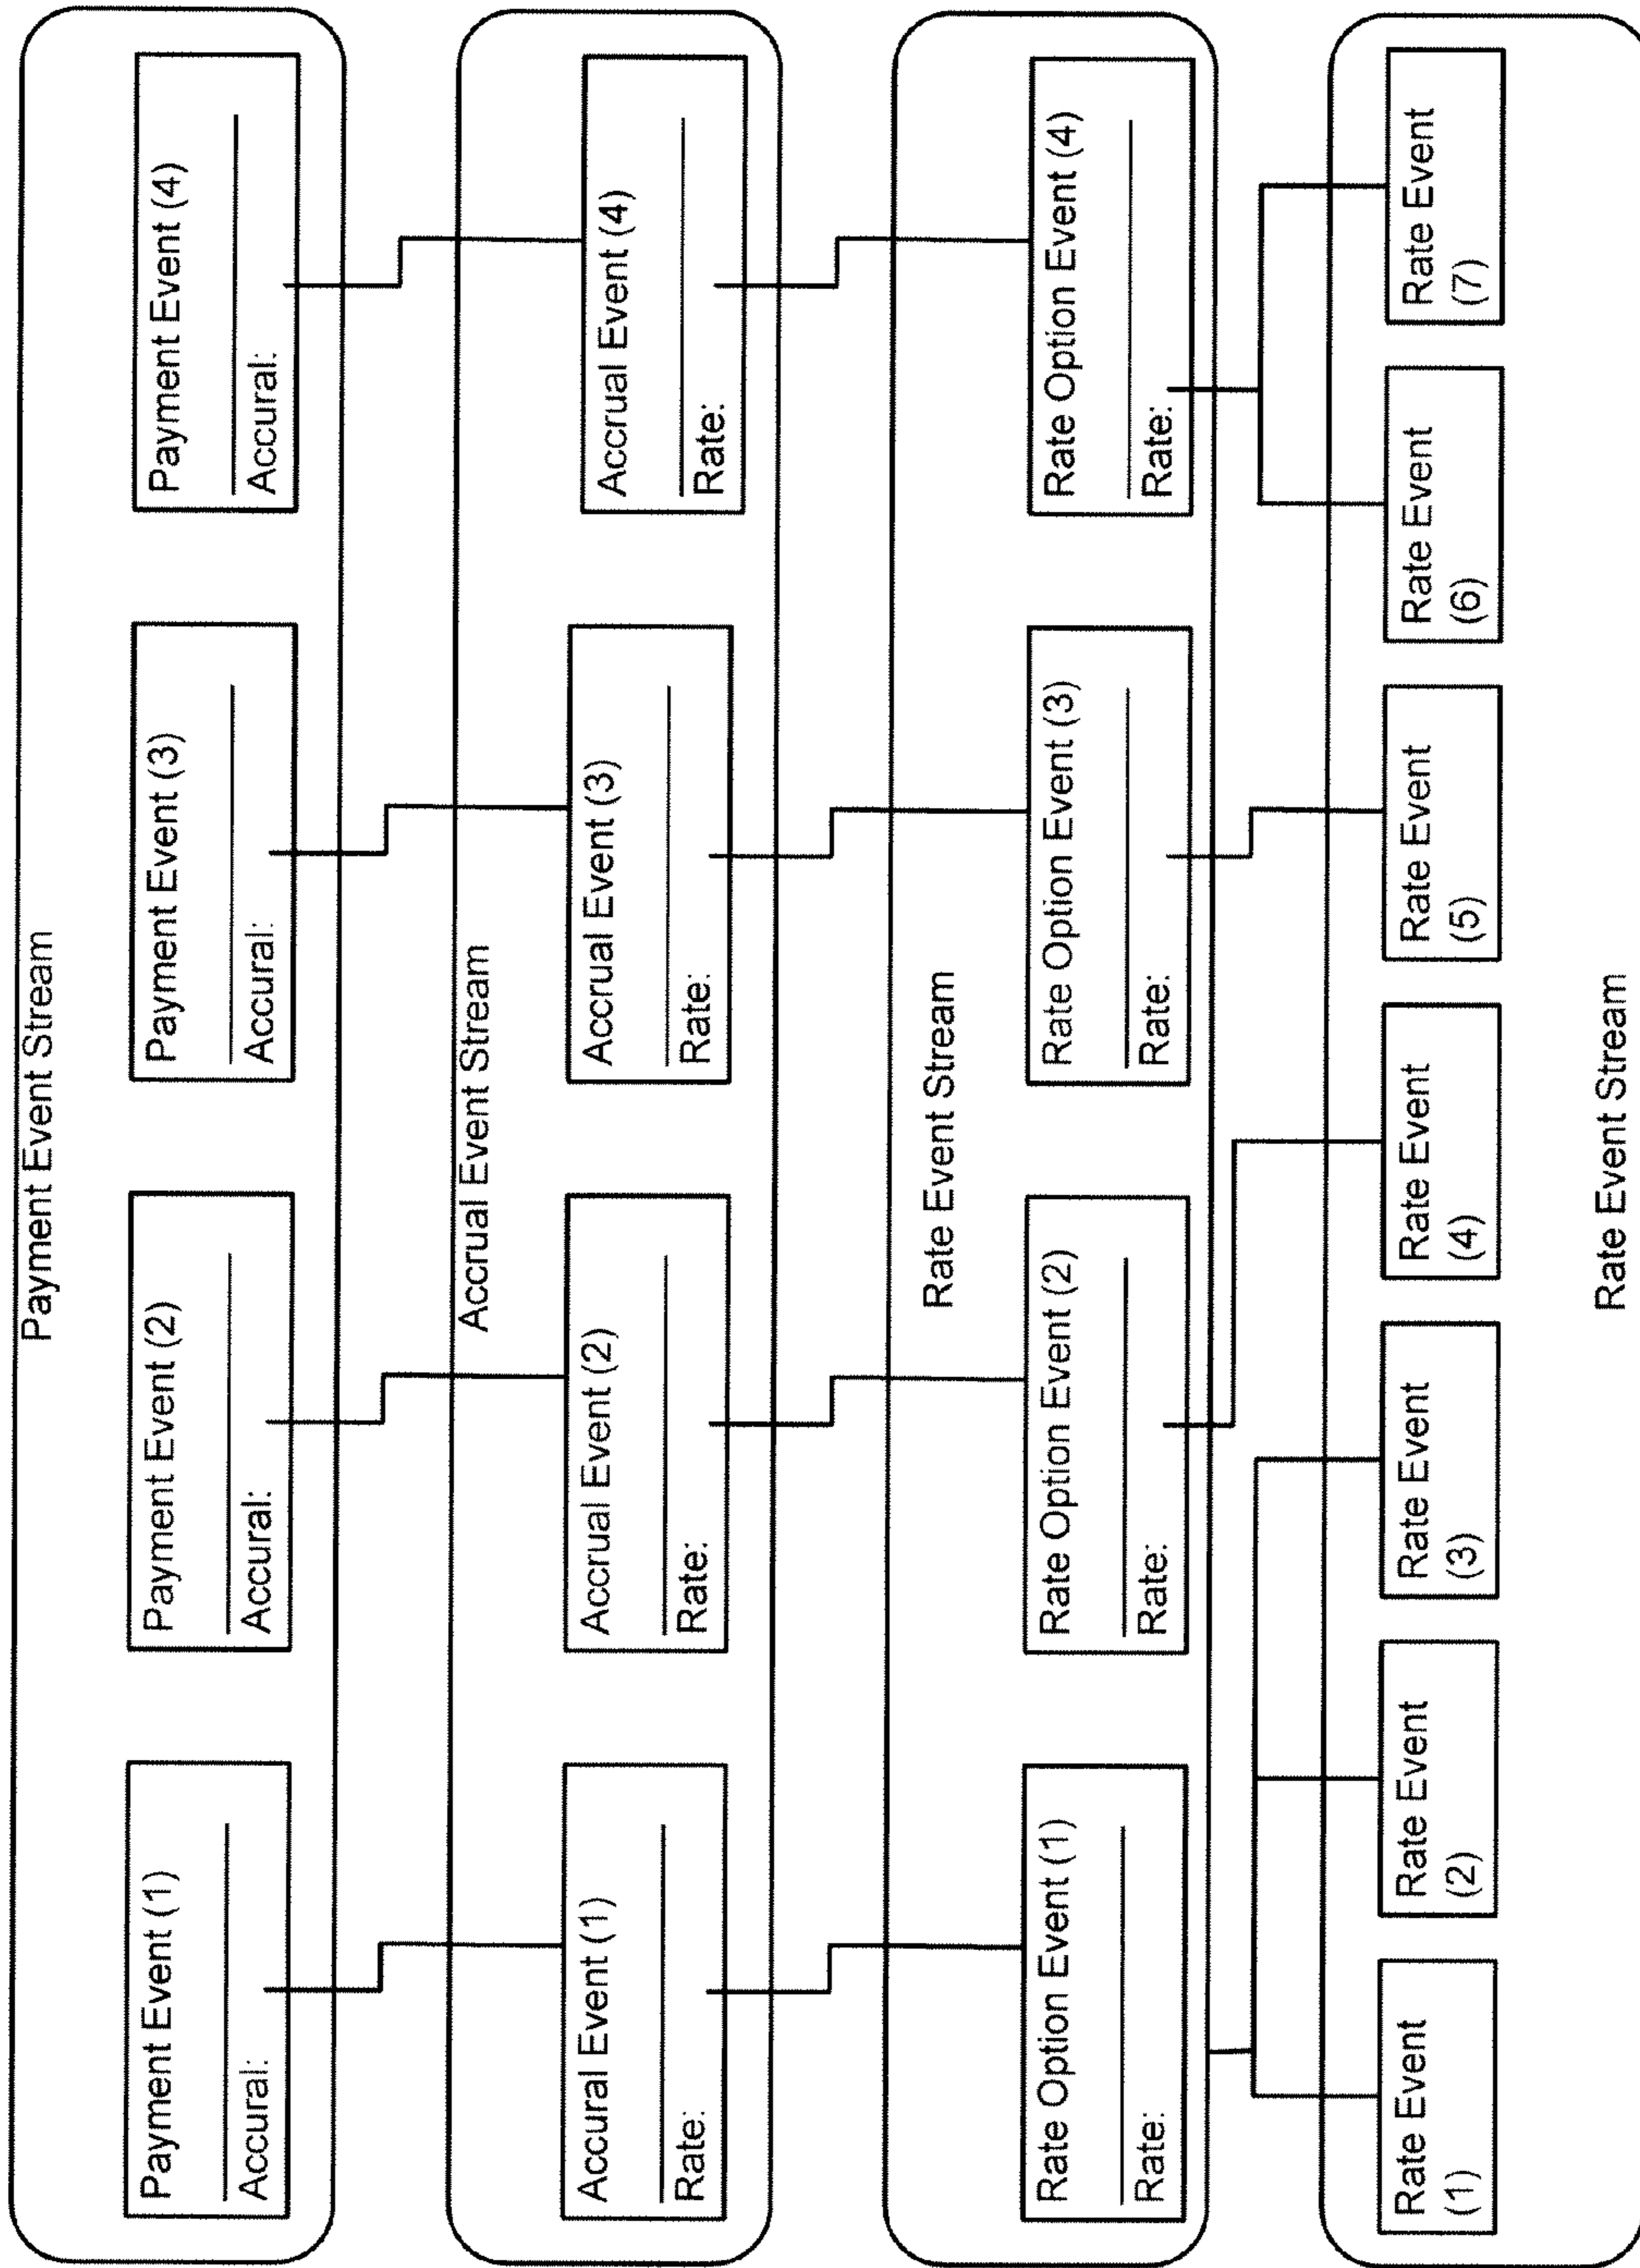 Payment Event Stream
Payment Event (1)
Accural:
Payment Event (2)
Accural:
Payment Event (3)
Accural:
Payment Event (4)
Accural:
Accrual Event Stream
Accural Event (1)
Rate:
Accrual Event (2)
Rate:
Accrual Event (3)
Rate:
Accrual Event (4)
Rate:
Rate Event Stream
Rate Option Event (1)
Rate:
Rate Option Event (2)
Rate:
Rate Option Event (3)
Rate:
Rate Option Event (4)
Rate:
Rate Event
(1)
Rate Event
(2)
Rate Event
(3)
Rate Event
(4)
Rate Event
(5)
Rate Event
(6)
Rate Event
(7)
Rate Event Stream